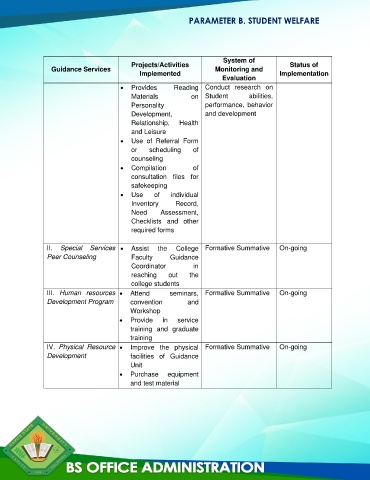 PARAMETER B. STUDENT WELFARE
Guidance Services
Projects/Activities
Implemented
System of
Monitoring and
Evaluation
Status of
Implementation
• Provides Reading
Materials on
Personality
Development,
Relationship, Health
and Leisure
• Use of Referral Form
or scheduling of
counseling
• Compilation of
consultation files for
safekeeping
• Use of individual
Inventory Record,
Need Assessment,
Checklists and other
required forms
Conduct research on
Student abilities,
performance, behavior
and development
II. Special Services
Peer Counseling
• Assist the College
Faculty Guidance
Coordinator in
reaching out the
college students
Formative Summative
On-going
III. Human resources
Development Program
• Attend seminars,
convention and
Workshop
• Provide in service
training and graduate
training
Formative Summative
On-going
IV. Physical Resource
Development
• Improve the physical
facilities of Guidance
Unit
• Purchase equipment
and test material
Formative Summative
On-going
BS OFFICE ADMINISTRATION